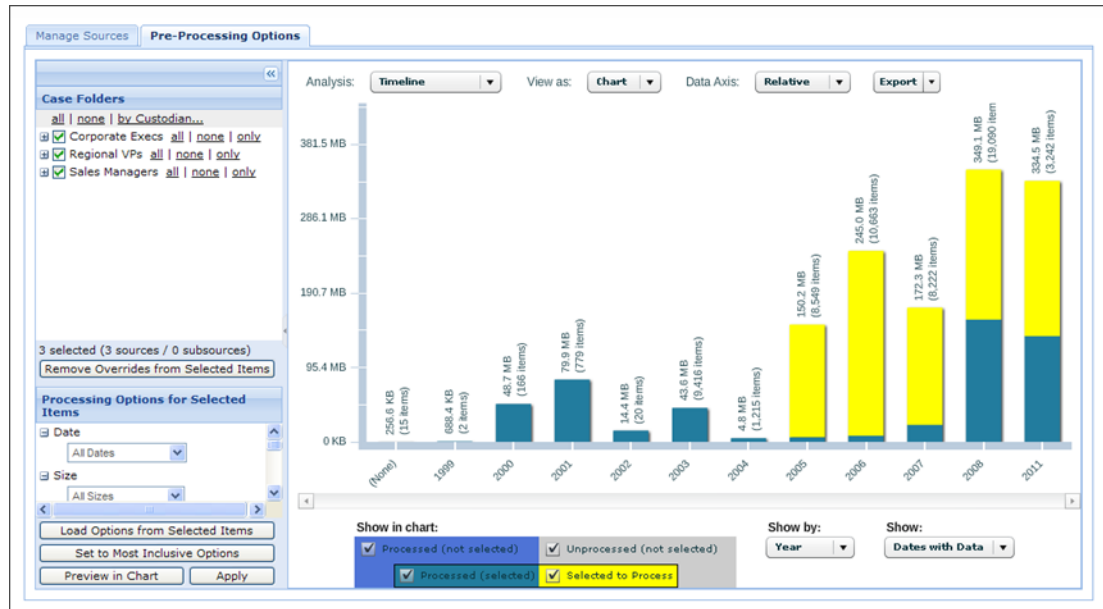 Manage Sources
Pre-Processing Options
Case Folders
all | none | by Custodian...
Corporate Execs all | none | only
Regional VPs all | none | only
Sales Managers all | none | only
3 selected (3 sources / 0 subsources)
Remove Overrides from Selected Items
Processing Options for Selected
Items
Date
All Dates
Size
All Sizes
Load Options from Selected Items
Set to Most Inclusive Options
Preview in Chart
Apply
Analysis: Timeline
View as: Chart
Data Axis: Relative
Export
381.5 MB
286.1 MB
190.7 MB
95.4 MB
0 KB
256.6 KB
(15 items)
688.4 KB
(2 items)
48.7 MB
(166 items)
79.9 MB
(779 items)
14.4 MB
(20 items)
43.6 MB
(9,416 items)
4.8 MB
(1,215 items)
150.2 MB
(8,549 items)
245.0 MB
(10,663 items)
172.3 MB
(8,222 items)
349.1 MB
(19,090 item
334.5 MB
(3,242 items)
(None)
1999
2000
2001
2002
2003
2004
2005
2006
2007
2008
2011
Show in chart:
Processed (not selected)
Unprocessed (not selected)
Processed (selected)
Selected to Process
Show by:
Year
Show:
Dates with Data